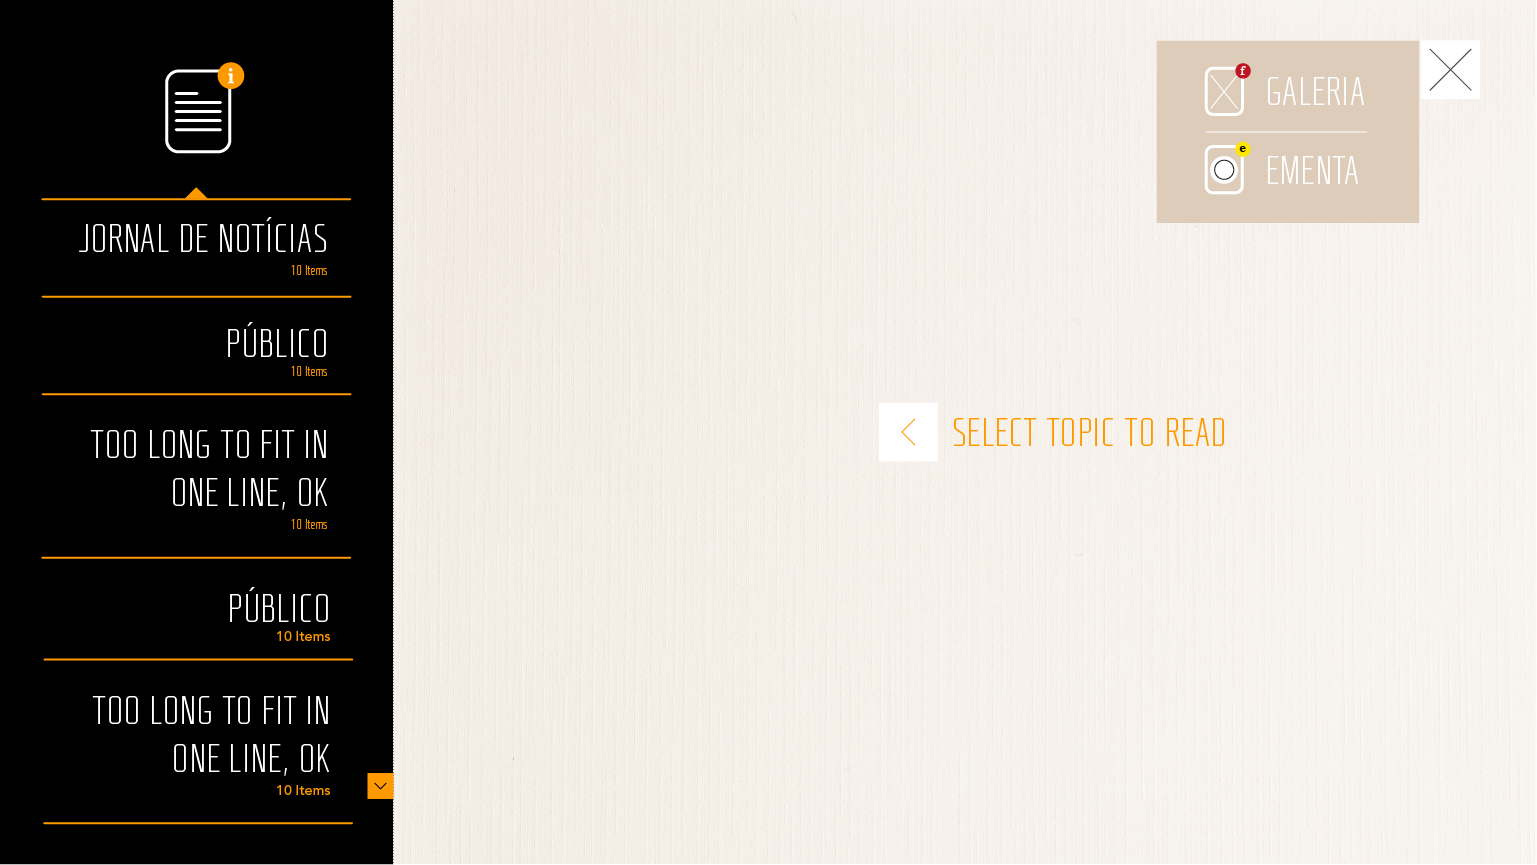 i
JORNAL DE NOTÍCIAS
10 Items
PÚBLICO
10 Items
TOO LONG TO FIT IN
ONE LINE, OK
10 Items
PÚBLICO
10 Items
TOO LONG TO FIT IN
ONE LINE, OK
10 Items
f
GALERIA
e
EMENTA
SELECT TOPIC TO READ